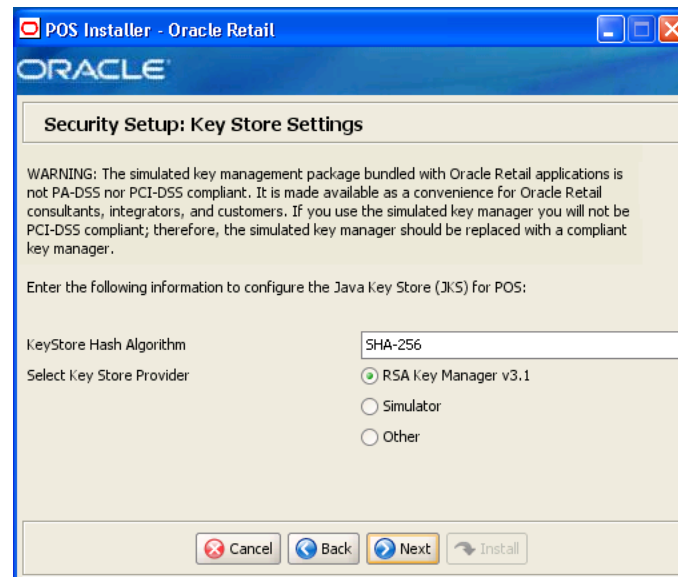 POS Installer - Oracle Retail
ORACLE
Security Setup: Key Store Settings
WARNING: The simulated key management package bundled with Oracle Retail applications is
not PA-DSS nor PCI-DSS compliant. It is made available as a convenience for Oracle Retail
consultants, integrators, and customers. If you use the simulated key manager you will not be
PCI-DSS compliant; therefore, the simulated key manager should be replaced with a compliant
key manager.
Enter the following information to configure the Java Key Store (JKS) for POS:
KeyStore Hash Algorithm SHA-256
Select Key Store Provider RSA Key Manager v3.1
Simulator
Other
Cancel Back Next Install